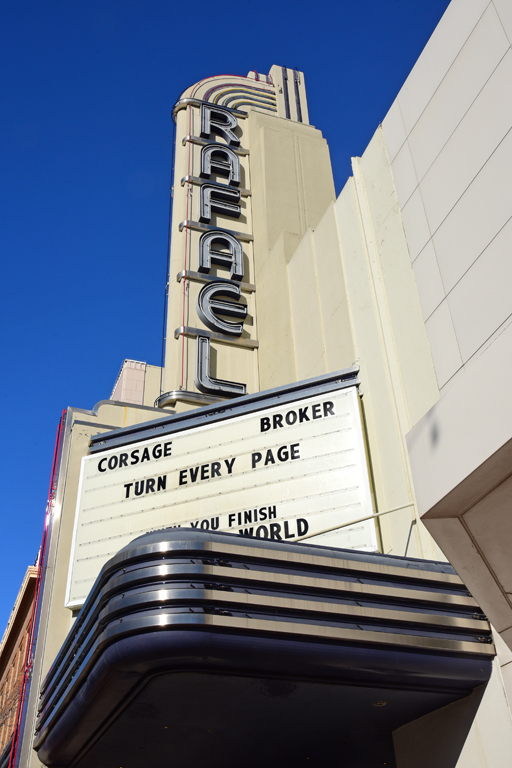 RAFAEL
CORSAGE BROKER
TURN EVERY PAGE
YOU FINISH
WORLD